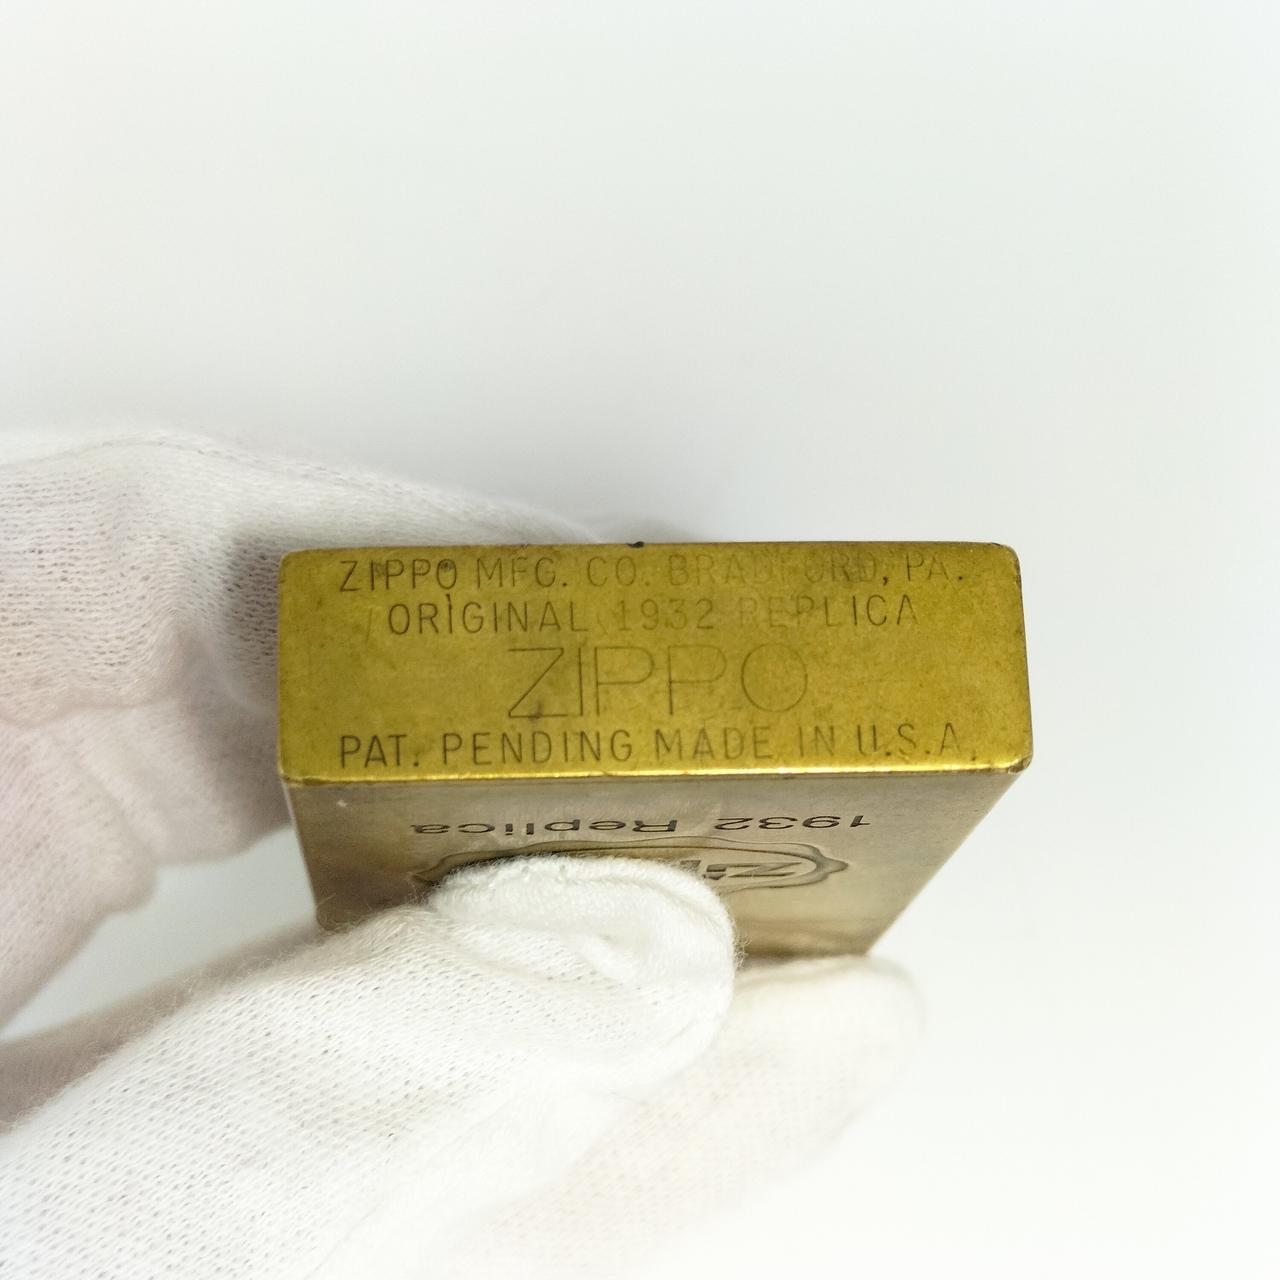 ZIPPO MFG. CO. BRADFORD, PA.
ORIGINAL 1932 REPLICA
ZIPPO
PAT. PENDING MADE IN U.S.A.
1932 Replica